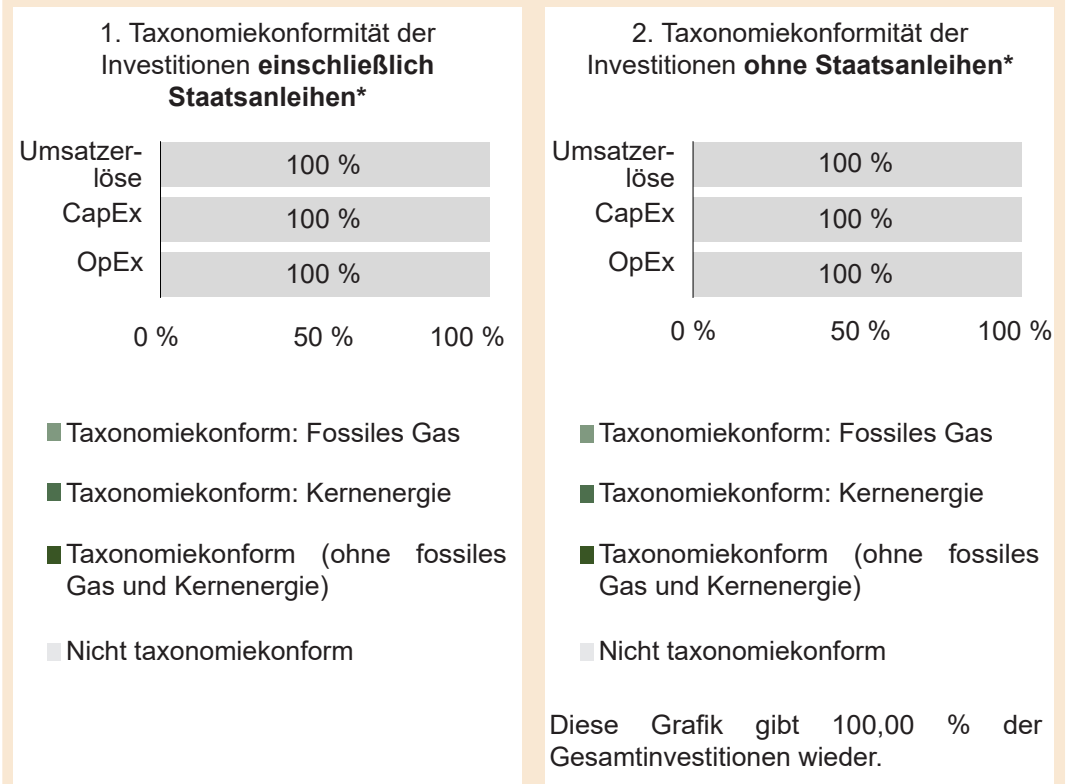 1. Taxonomiekonformität der
Investitionen einschließlich
Staatsanleihen*
Umsatzer-
löse
100 %
CapEx
100 %
OpEx
100 %
0 % 50 % 100 %
Taxonomiekonform: Fossiles Gas
Taxonomiekonform: Kernenergie
Taxonomiekonform (ohne fossiles
Gas und Kernenergie)
Nicht taxonomiekonform
2. Taxonomiekonformität der
Investitionen ohne Staatsanleihen*
Umsatzer-
löse
100 %
CapEx
100 %
OpEx
100 %
0 % 50 % 100 %
Taxonomiekonform: Fossiles Gas
Taxonomiekonform: Kernenergie
Taxonomiekonform (ohne fossiles
Gas und Kernenergie)
Nicht taxonomiekonform
Diese Grafik gibt 100,00 % der
Gesamtinvestitionen wieder.